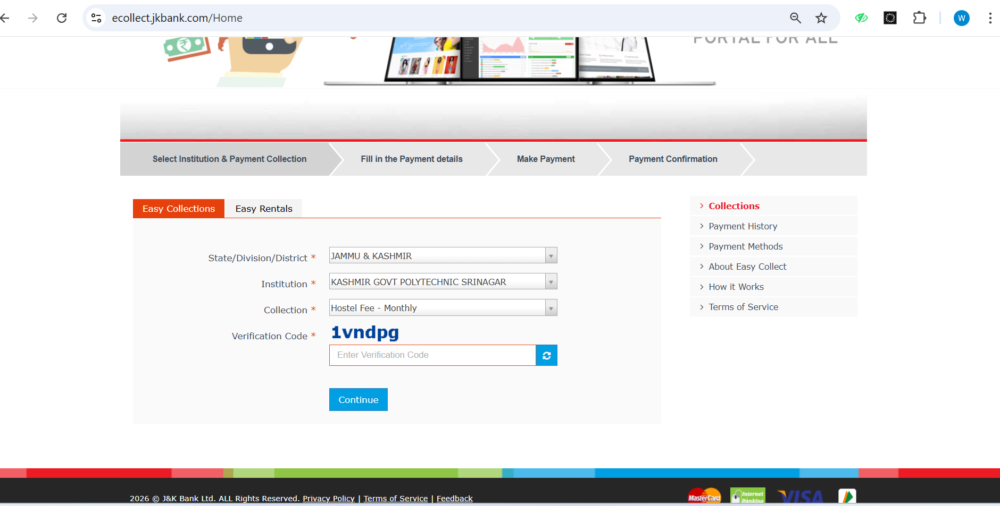 ecollect.jkbank.com/Home
W
PORTAL FOR ALL
Select Institution & Payment Collection
Fill in the Payment details
Make Payment
Payment Confirmation
Easy Collections
Easy Rentals
State/Division/District *
JAMMU & KASHMIR
Institution *
KASHMIR GOVT POLYTECHNIC SRINAGAR
Collection *
Hostel Fee - Monthly
Verification Code *
1vndpg
Enter Verification Code
Continue
Collections
Payment History
Payment Methods
About Easy Collect
How it Works
Terms of Service
2026 © J&K Bank Ltd. ALL Rights Reserved. Privacy Policy | Terms of Service | Feedback
MasterCard
Internet
Banking
VISA